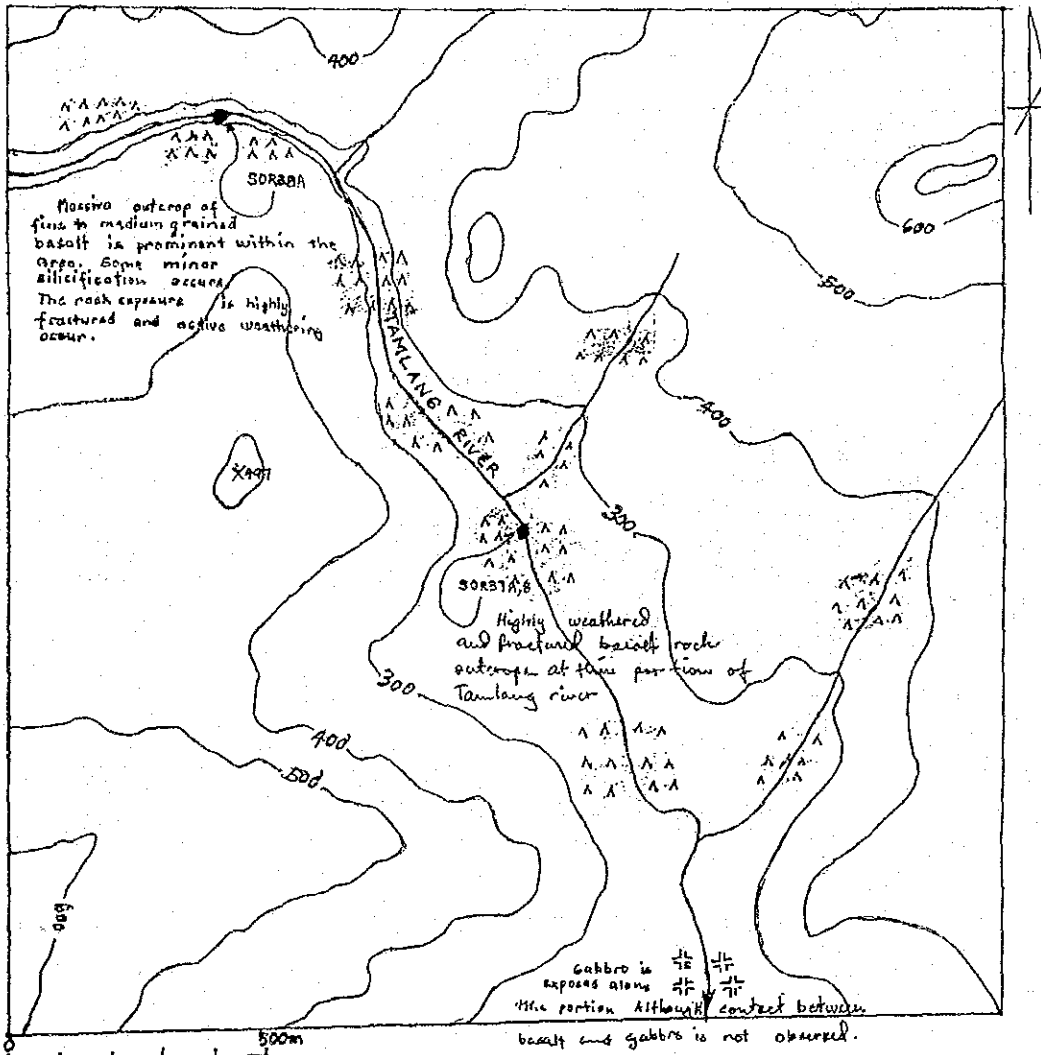 400
SOR38A
Massive outcrop of
fine to medium grained
basalt is prominent within the
area. Some minor
silicification occurs
The rock exposure is highly
fractured and active weathering
occur.
600
500
TAMLANG RIVER
400
300
SOR37A,B
Highly weathered
and fractured basalt rock
outcrops at this portion of
Tamlang river
300
400
500
600
Gabbro is
exposed along
this portion Although contact between
basalt and gabbro is not observed.
0
500m